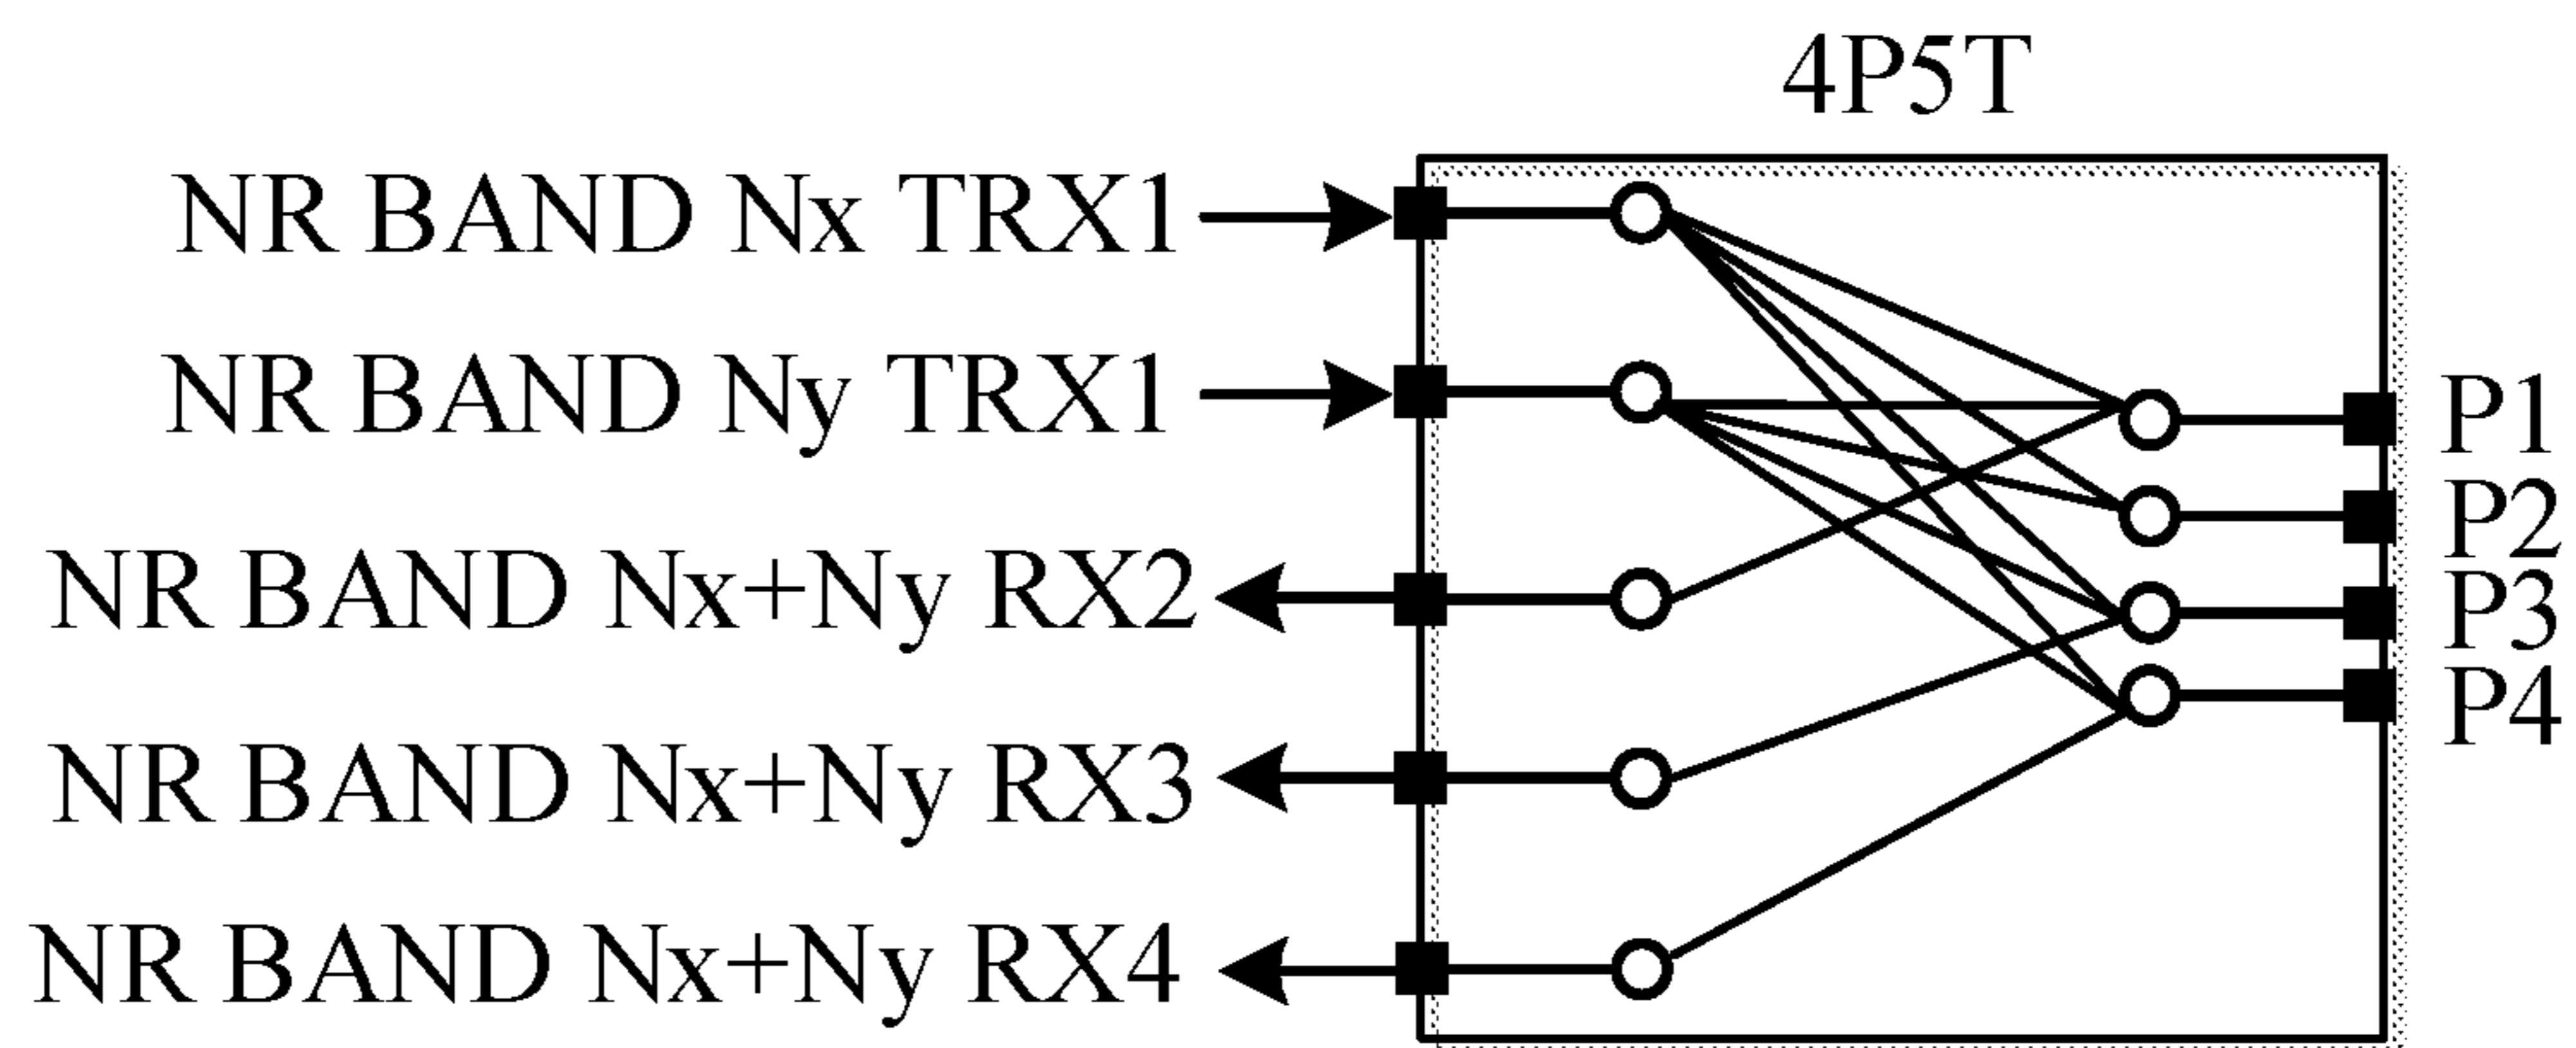 4P5T
NR BAND Nx TRX1
NR BAND Ny TRX1
NR BAND Nx+Ny RX2
NR BAND Nx+Ny RX3
NR BAND Nx+Ny RX4
P1
P2
P3
P4